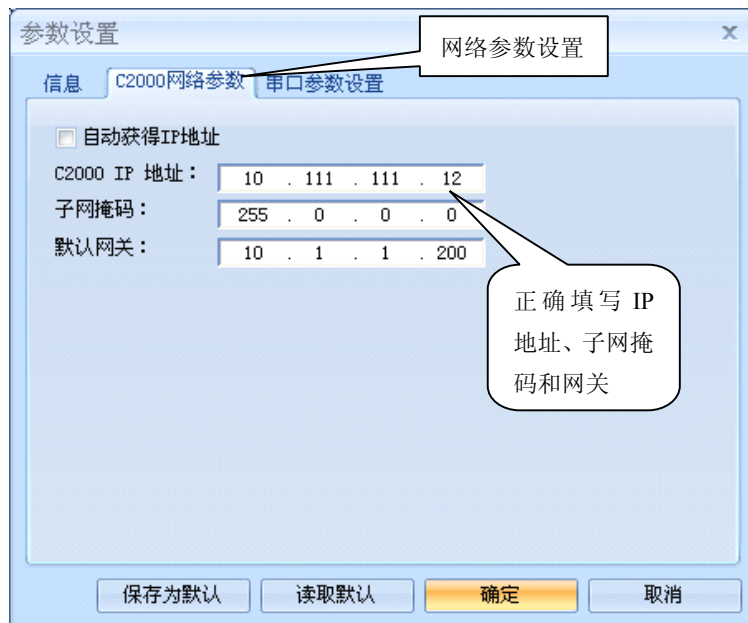 参数设置
网络参数设置
x
信息 C2000网络参数 串口参数设置
自动获得IP地址
C2000 IP 地址： 10 . 111 . 111 . 12
子网掩码： 255 . 0 . 0 . 0
默认网关： 10 . 1 . 1 . 200
正确填写 IP
地址、子网掩
码和网关
保存为默认 读取默认 确定 取消